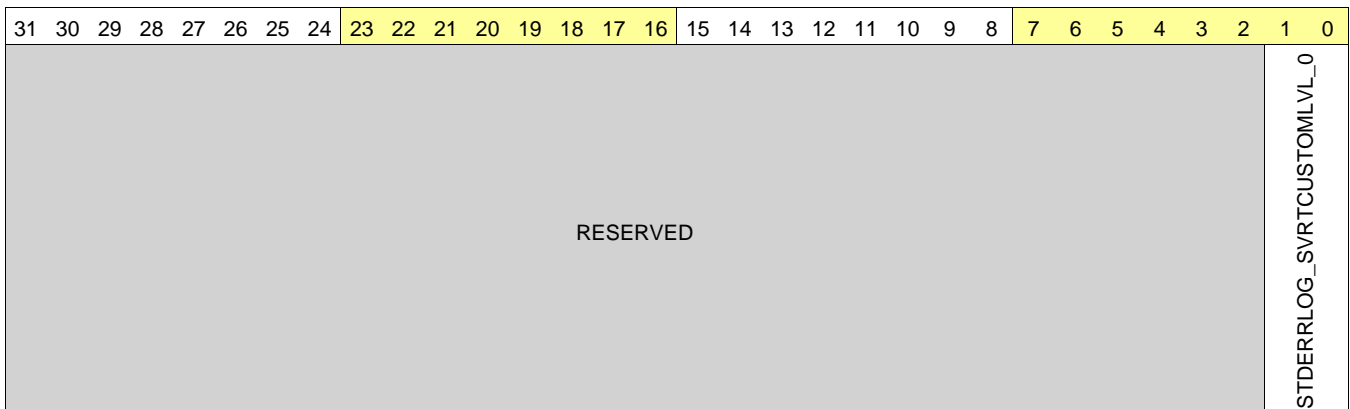 31 30 29 28 27 26 25 24 23 22 21 20 19 18 17 16 15 14 13 12 11 10 9 8 7 6 5 4 3 2 1 0
RESERVED
STDERRLOG_SVRTCUSTOMLVL_0